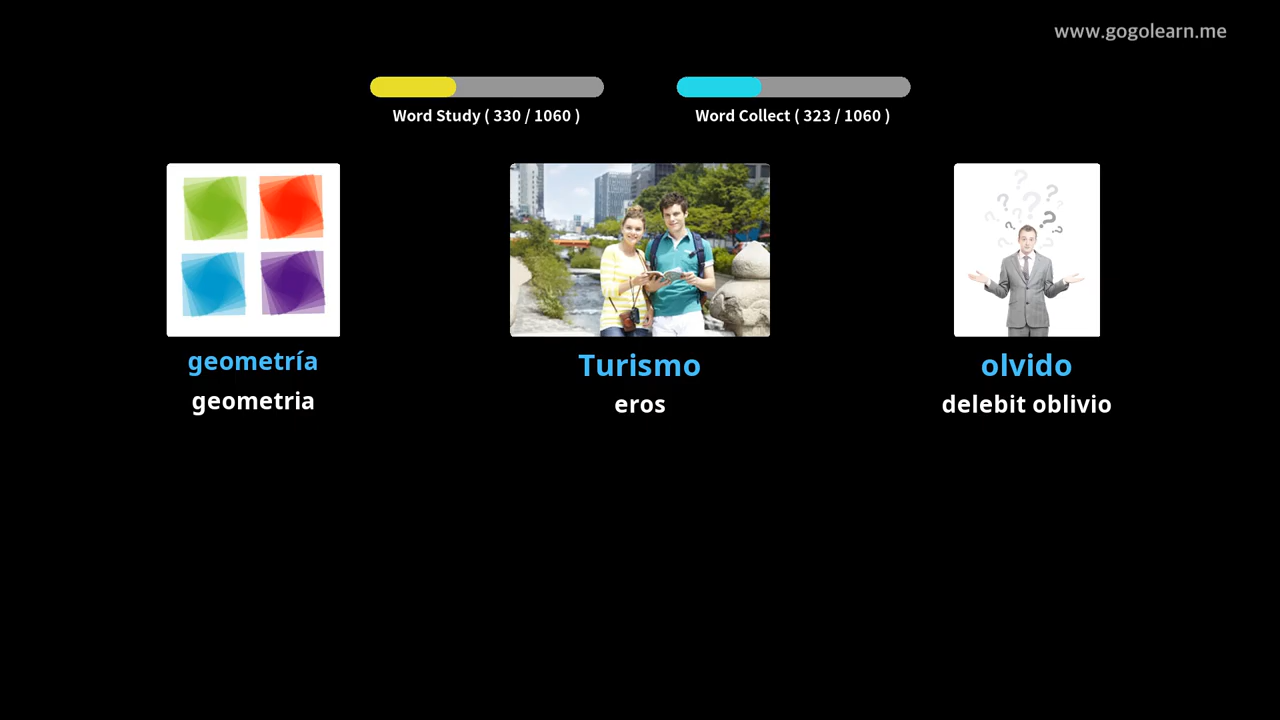 www.gogolearn.me
Word Study ( 330 / 1060 )
Word Collect ( 323 / 1060 )
geometría
geometria
Turismo
eros
olvido
delebit oblivio